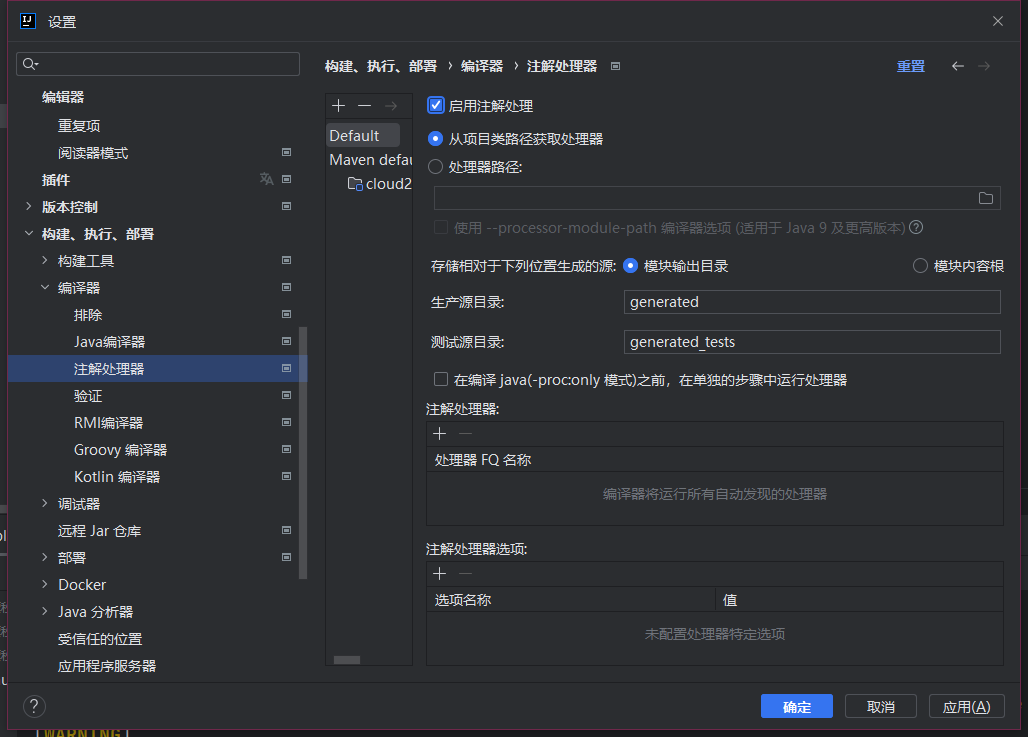 设置
构建、执行、部署 › 编译器 › 注解处理器
重置
编辑器
重复项
阅读器模式
插件
版本控制
构建、执行、部署
构建工具
编译器
排除
Java编译器
注解处理器
验证
RMI编译器
Groovy 编译器
Kotlin 编译器
调试器
远程 Jar 仓库
部署
Docker
Java 分析器
受信任的位置
应用程序服务器
Default
Maven defau
cloud2
启用注解处理
从项目类路径获取处理器
处理器路径:
使用 --processor-module-path 编译器选项 (适用于 Java 9 及更高版本)
存储相对于下列位置生成的源: 模块输出目录 模块内容根
生产源目录: generated
测试源目录: generated_tests
在编译 java(-proc:only 模式)之前，在单独的步骤中运行处理器
注解处理器:
处理器 FQ 名称
编译器将运行所有自动发现的处理器
注解处理器选项:
选项名称 值
未配置处理器特定选项
确定 取消 应用(A)
[WARNING]